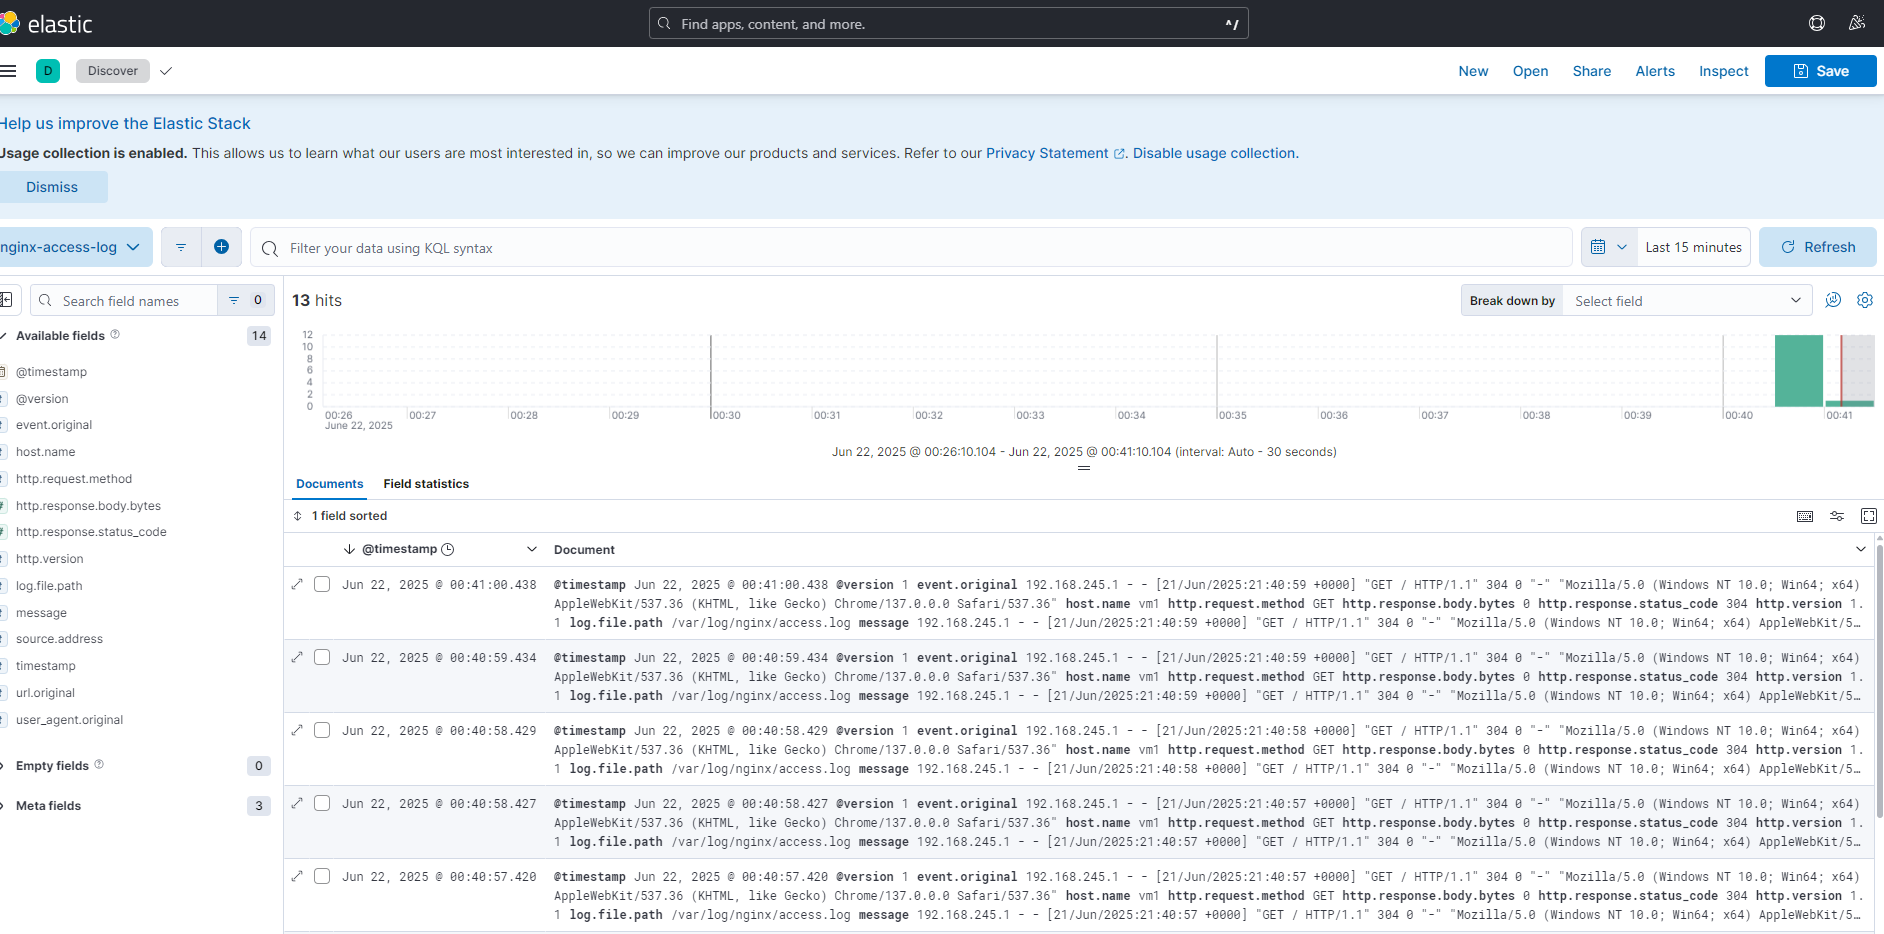 elastic
Find apps, content, and more.
^/
D
Discover
New
Open
Share
Alerts
Inspect
Save
Help us improve the Elastic Stack
Usage collection is enabled. This allows us to learn what our users are most interested in, so we can improve our products and services. Refer to our Privacy Statement. Disable usage collection.
Dismiss
nginx-access-log
Filter your data using KQL syntax
Last 15 minutes
Refresh
Search field names
0
13 hits
Break down by
Select field
Available fields
14
@timestamp
@version
event.original
host.name
http.request.method
http.response.body.bytes
http.response.status_code
http.version
log.file.path
message
source.address
timestamp
url.original
user_agent.original
Empty fields
0
Meta fields
3
12
10
8
6
4
2
0
00:26
00:27
00:28
00:29
00:30
00:31
00:32
00:33
00:34
00:35
00:36
00:37
00:38
00:39
00:40
00:41
June 22, 2025
Jun 22, 2025 @ 00:26:10.104 - Jun 22, 2025 @ 00:41:10.104 (interval: Auto - 30 seconds)
Documents
Field statistics
1 field sorted
@timestamp
Document
Jun 22, 2025 @ 00:41:00.438
@timestamp Jun 22, 2025 @ 00:41:00.438 @version 1 event.original 192.168.245.1 - - [21/Jun/2025:21:40:59 +0000] "GET / HTTP/1.1" 304 0 "-" "Mozilla/5.0 (Windows NT 10.0; Win64; x64)
AppleWebKit/537.36 (KHTML, like Gecko) Chrome/137.0.0.0 Safari/537.36" host.name vm1 http.request.method GET http.response.body.bytes 0 http.response.status_code 304 http.version 1.
1 log.file.path /var/log/nginx/access.log message 192.168.245.1 - - [21/Jun/2025:21:40:59 +0000] "GET / HTTP/1.1" 304 0 "-" "Mozilla/5.0 (Windows NT 10.0; Win64; x64) AppleWebKit/5…
Jun 22, 2025 @ 00:40:59.434
@timestamp Jun 22, 2025 @ 00:40:59.434 @version 1 event.original 192.168.245.1 - - [21/Jun/2025:21:40:59 +0000] "GET / HTTP/1.1" 304 0 "-" "Mozilla/5.0 (Windows NT 10.0; Win64; x64)
AppleWebKit/537.36 (KHTML, like Gecko) Chrome/137.0.0.0 Safari/537.36" host.name vm1 http.request.method GET http.response.body.bytes 0 http.response.status_code 304 http.version 1.
1 log.file.path /var/log/nginx/access.log message 192.168.245.1 - - [21/Jun/2025:21:40:59 +0000] "GET / HTTP/1.1" 304 0 "-" "Mozilla/5.0 (Windows NT 10.0; Win64; x64) AppleWebKit/5…
Jun 22, 2025 @ 00:40:58.429
@timestamp Jun 22, 2025 @ 00:40:58.429 @version 1 event.original 192.168.245.1 - - [21/Jun/2025:21:40:58 +0000] "GET / HTTP/1.1" 304 0 "-" "Mozilla/5.0 (Windows NT 10.0; Win64; x64)
AppleWebKit/537.36 (KHTML, like Gecko) Chrome/137.0.0.0 Safari/537.36" host.name vm1 http.request.method GET http.response.body.bytes 0 http.response.status_code 304 http.version 1.
1 log.file.path /var/log/nginx/access.log message 192.168.245.1 - - [21/Jun/2025:21:40:58 +0000] "GET / HTTP/1.1" 304 0 "-" "Mozilla/5.0 (Windows NT 10.0; Win64; x64) AppleWebKit/5…
Jun 22, 2025 @ 00:40:58.427
@timestamp Jun 22, 2025 @ 00:40:58.427 @version 1 event.original 192.168.245.1 - - [21/Jun/2025:21:40:57 +0000] "GET / HTTP/1.1" 304 0 "-" "Mozilla/5.0 (Windows NT 10.0; Win64; x64)
AppleWebKit/537.36 (KHTML, like Gecko) Chrome/137.0.0.0 Safari/537.36" host.name vm1 http.request.method GET http.response.body.bytes 0 http.response.status_code 304 http.version 1.
1 log.file.path /var/log/nginx/access.log message 192.168.245.1 - - [21/Jun/2025:21:40:57 +0000] "GET / HTTP/1.1" 304 0 "-" "Mozilla/5.0 (Windows NT 10.0; Win64; x64) AppleWebKit/5…
Jun 22, 2025 @ 00:40:57.420
@timestamp Jun 22, 2025 @ 00:40:57.420 @version 1 event.original 192.168.245.1 - - [21/Jun/2025:21:40:57 +0000] "GET / HTTP/1.1" 304 0 "-" "Mozilla/5.0 (Windows NT 10.0; Win64; x64)
AppleWebKit/537.36 (KHTML, like Gecko) Chrome/137.0.0.0 Safari/537.36" host.name vm1 http.request.method GET http.response.body.bytes 0 http.response.status_code 304 http.version 1.
1 log.file.path /var/log/nginx/access.log message 192.168.245.1 - - [21/Jun/2025:21:40:57 +0000] "GET / HTTP/1.1" 304 0 "-" "Mozilla/5.0 (Windows NT 10.0; Win64; x64) AppleWebKit/5…